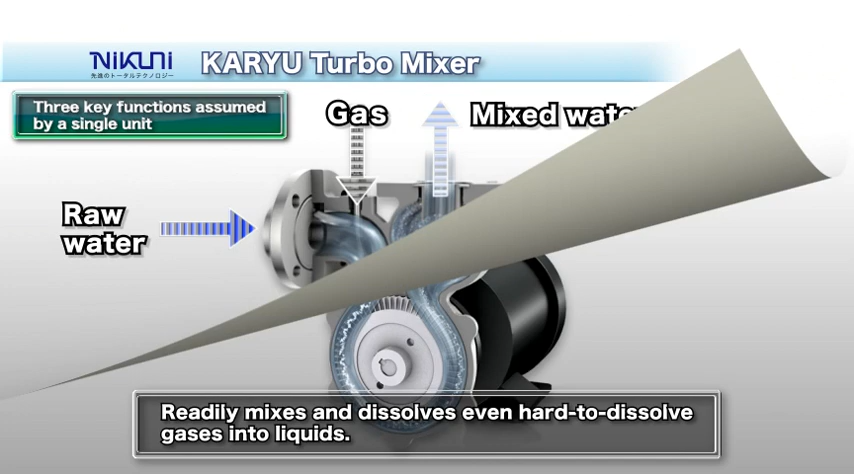 NIKUNI
先進のトータルテクノロジー
KARYU Turbo Mixer
Three key functions assumed
by a single unit
Gas
Mixed water
Raw
water
Readily mixes and dissolves even hard-to-dissolve
gases into liquids.